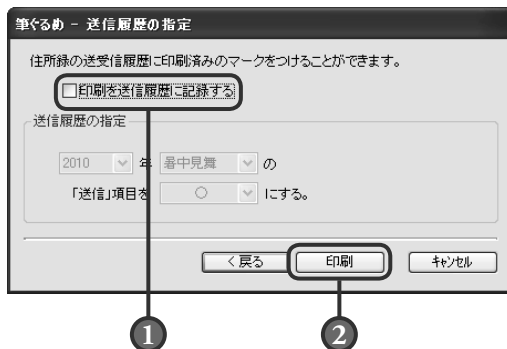 筆ぐるめ - 送信履歴の指定
住所録の送受信履歴に印刷済みのマークをつけることができます。
印刷を送信履歴に記録する
送信履歴の指定
2010 年 暑中見舞 の
「送信」項目を ○ にする。
< 戻る 印刷 キャンセル
1 2